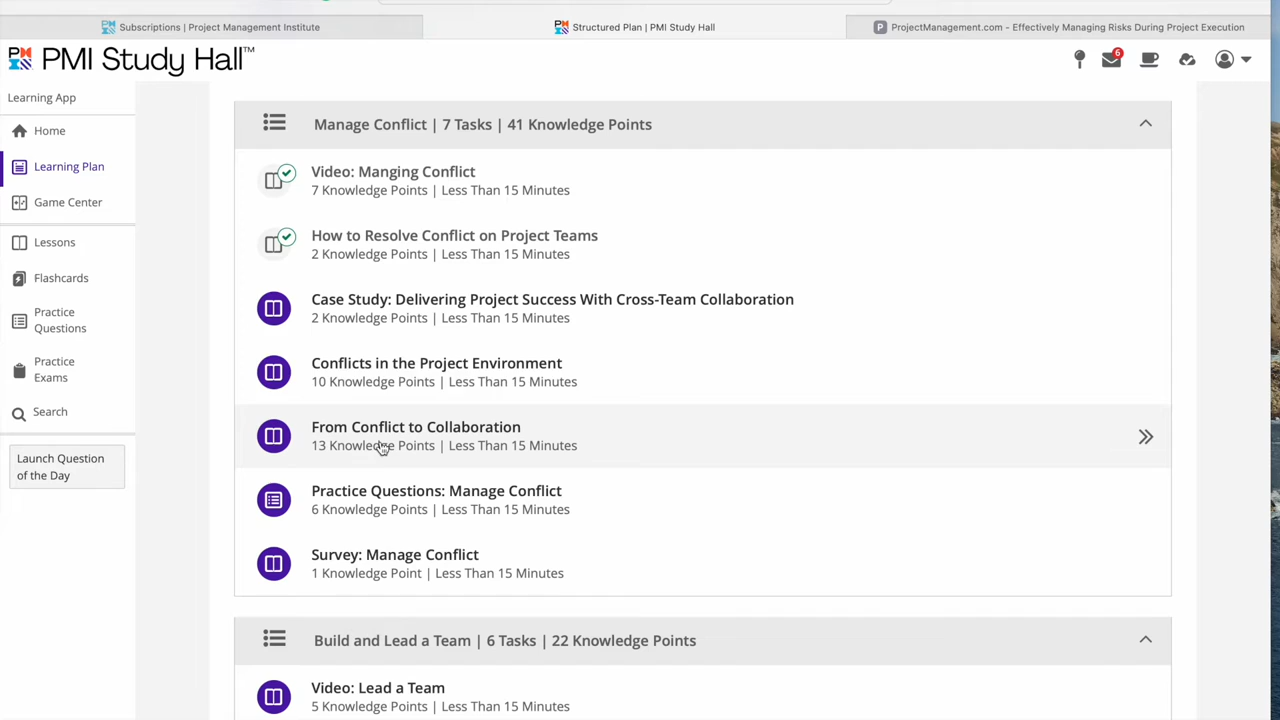 Subscriptions | Project Management Institute
Structured Plan | PMI Study Hall
ProjectManagement.com - Effectively Managing Risks During Project Execution
PMI Study Hall™
6
Learning App
Home
Learning Plan
Game Center
Lessons
Flashcards
Practice
Questions
Practice
Exams
Search
Launch Question
of the Day
Manage Conflict | 7 Tasks | 41 Knowledge Points
Video: Manging Conflict
7 Knowledge Points | Less Than 15 Minutes
How to Resolve Conflict on Project Teams
2 Knowledge Points | Less Than 15 Minutes
Case Study: Delivering Project Success With Cross-Team Collaboration
2 Knowledge Points | Less Than 15 Minutes
Conflicts in the Project Environment
10 Knowledge Points | Less Than 15 Minutes
From Conflict to Collaboration
13 Knowledge Points | Less Than 15 Minutes
Practice Questions: Manage Conflict
6 Knowledge Points | Less Than 15 Minutes
Survey: Manage Conflict
1 Knowledge Point | Less Than 15 Minutes
Build and Lead a Team | 6 Tasks | 22 Knowledge Points
Video: Lead a Team
5 Knowledge Points | Less Than 15 Minutes